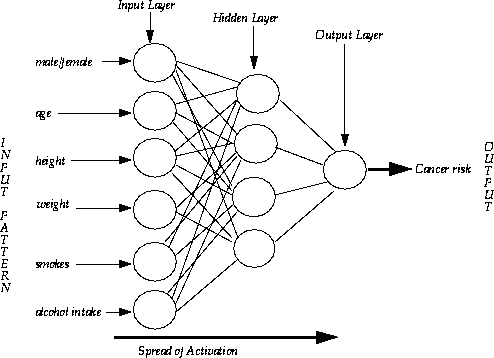 Input Layer
Hidden Layer
Output Layer
male/female
age
height
weight
smokes
alcohol intake
INPUT PATTERN
Cancer risk
OUTPUT
Spread of Activation